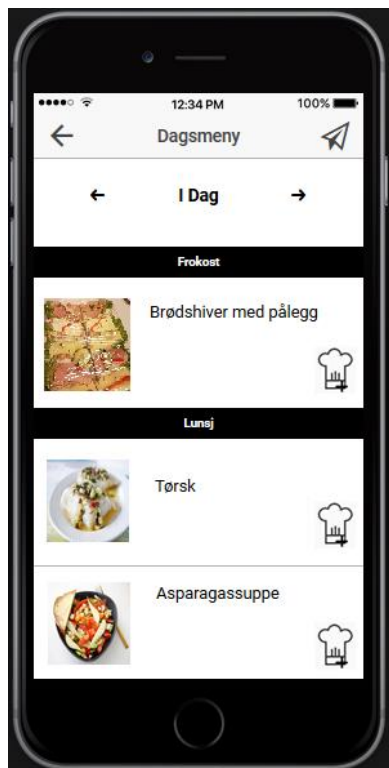 12:34 PM 100%
Dagsmeny
I Dag
Frokost
Brødshiver med pålegg
Lunsj
Tørsk
Asparagassuppe